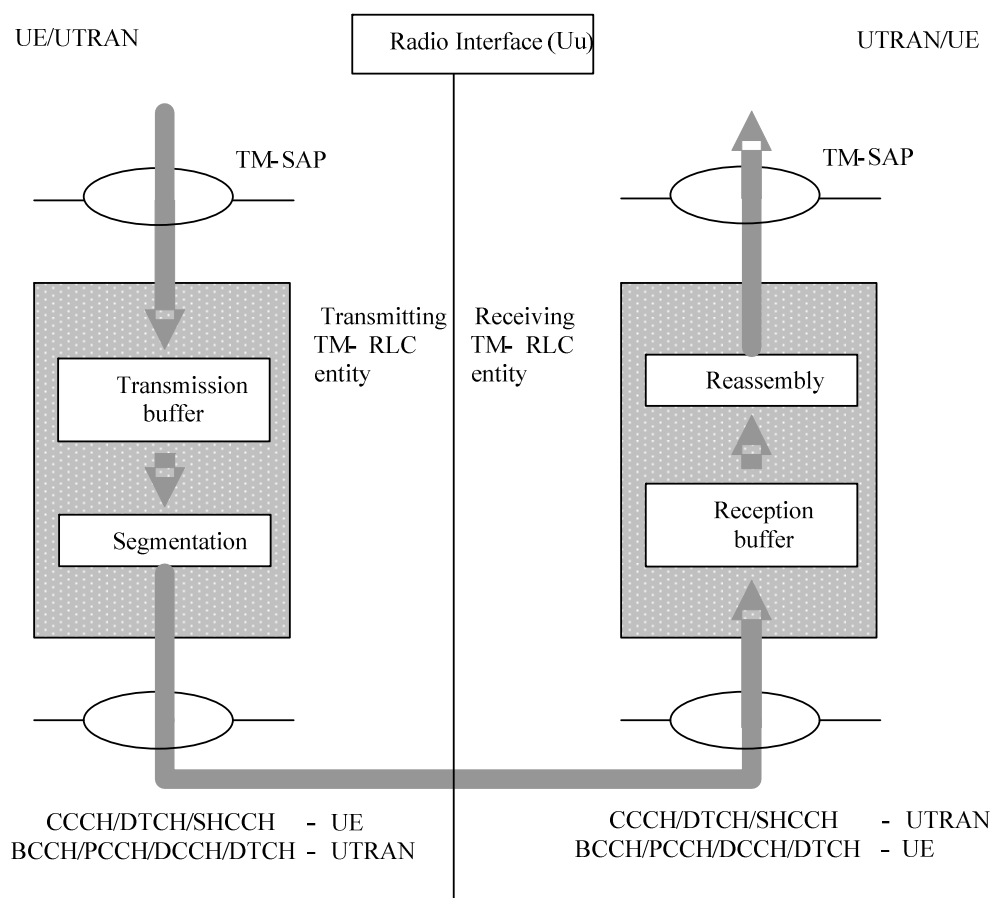 UE/UTRAN
Radio Interface (Uu)
UTRAN/UE
TM-SAP
TM-SAP
Transmitting
TM- RLC
entity
Receiving
TM- RLC
entity
Transmission
buffer
Segmentation
Reassembly
Reception
buffer
CCCH/DTCH/SHCCH - UE
BCCH/PCCH/DCCH/DTCH - UTRAN
CCCH/DTCH/SHCCH - UTRAN
BCCH/PCCH/DCCH/DTCH - UE